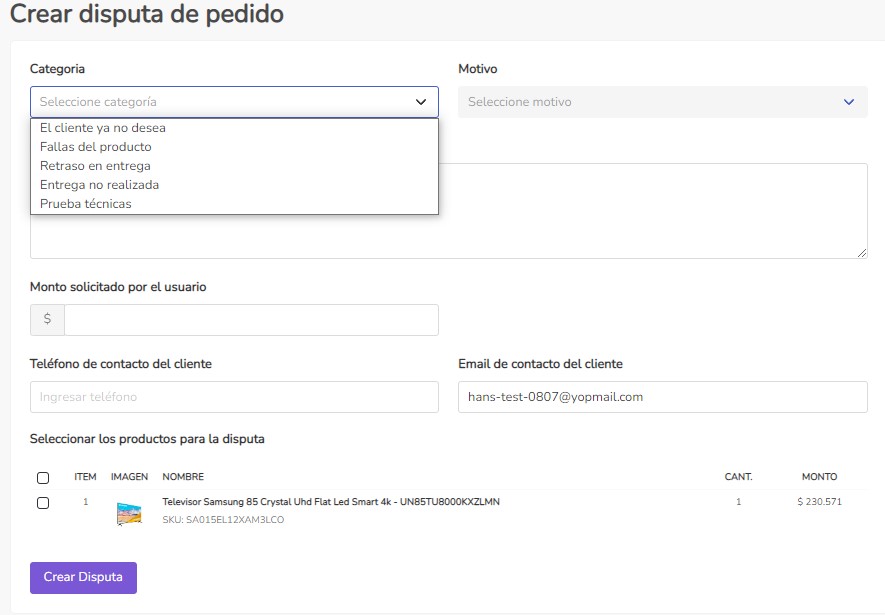 Crear disputa de pedido
Categoria
Motivo
Seleccione categoría
Seleccione motivo
El cliente ya no desea
Fallas del producto
Retraso en entrega
Entrega no realizada
Prueba técnicas
Monto solicitado por el usuario
$
Teléfono de contacto del cliente
Email de contacto del cliente
Ingresar teléfono
hans-test-0807@yopmail.com
Seleccionar los productos para la disputa
ITEM IMAGEN NOMBRE CANT. MONTO
1 Televisor Samsung 85 Crystal Uhd Flat Led Smart 4k - UN85TU8000KXZLMN 1 $ 230.571
SKU: SA015EL12XAM3LCO
Crear Disputa